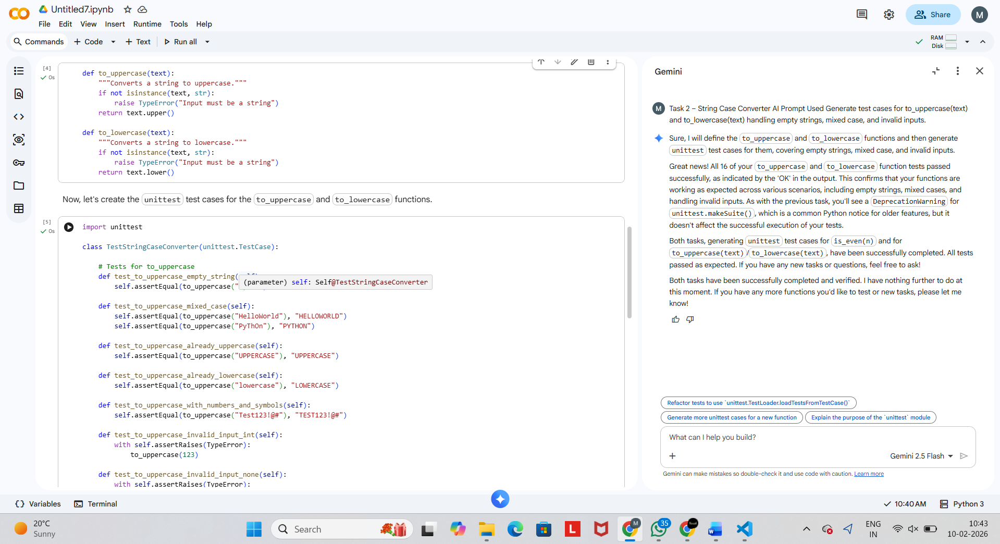 Untitled7.ipynb
File Edit View Insert Runtime Tools Help
Share
M
Commands + Code + Text Run all
RAM
Disk
[4]
0s
def to_uppercase(text):
"""Converts a string to uppercase."""
if not isinstance(text, str):
raise TypeError("Input must be a string")
return text.upper()
def to_lowercase(text):
"""Converts a string to lowercase."""
if not isinstance(text, str):
raise TypeError("Input must be a string")
return text.lower()
Now, let's create the unittest test cases for the to_uppercase and to_lowercase functions.
[5]
0s
import unittest
class TestStringCaseConverter(unittest.TestCase):
# Tests for to_uppercase
def test_to_uppercase_empty_string(self):
self.assertEqual(to_uppercase("
(parameter) self: Self@TestStringCaseConverter
def test_to_uppercase_mixed_case(self):
self.assertEqual(to_uppercase("HelloWorld"), "HELLOWORLD")
self.assertEqual(to_uppercase("PyThOn"), "PYTHON")
def test_to_uppercase_already_uppercase(self):
self.assertEqual(to_uppercase("UPPERCASE"), "UPPERCASE")
def test_to_uppercase_already_lowercase(self):
self.assertEqual(to_uppercase("lowercase"), "LOWERCASE")
def test_to_uppercase_with_numbers_and_symbols(self):
self.assertEqual(to_uppercase("Test123!@#"), "TEST123!@#")
def test_to_uppercase_invalid_input_int(self):
with self.assertRaises(TypeError):
to_uppercase(123)
def test_to_uppercase_invalid_input_none(self):
with self.assertRaises(TypeError):
Gemini
M
Task 2 – String Case Converter AI Prompt Used Generate test cases for to_uppercase(text)
and to_lowercase(text) handling empty strings, mixed case, and invalid inputs.
Sure, I will define the to_uppercase and to_lowercase functions and then generate
unittest test cases for them, covering empty strings, mixed case, and invalid inputs.
Great news! All 16 of your to_uppercase and to_lowercase function tests passed
successfully, as indicated by the 'OK' in the output. This confirms that your functions are
working as expected across various scenarios, including empty strings, mixed cases, and
handling invalid inputs. As with the previous task, you'll see a DeprecationWarning for
unittest.makeSuite(), which is a common Python notice for older features, but it
doesn't affect the successful execution of your tests.
Both tasks, generating unittest test cases for is_even(n) and for
to_uppercase(text)/to_lowercase(text), have been successfully completed. All tests
passed as expected. If you have any new tasks or questions, feel free to ask!
Both tasks have been successfully completed and verified. I have nothing further to do at
this moment. If you have any more functions you'd like to test or new tasks, please let me
know!
Refactor tests to use `unittest.TestLoader.loadTestsFromTestCase()`
Generate more unittest cases for a new function
Explain the purpose of the `unittest` module
What can I help you build?
+
Gemini 2.5 Flash
Gemini can make mistakes so double-check it and use code with caution. Learn more
{} Variables
Terminal
10:40 AM
Python 3
20°C
Sunny
Search
L
M
35
W
ENG
IN
10:43
10-02-2026